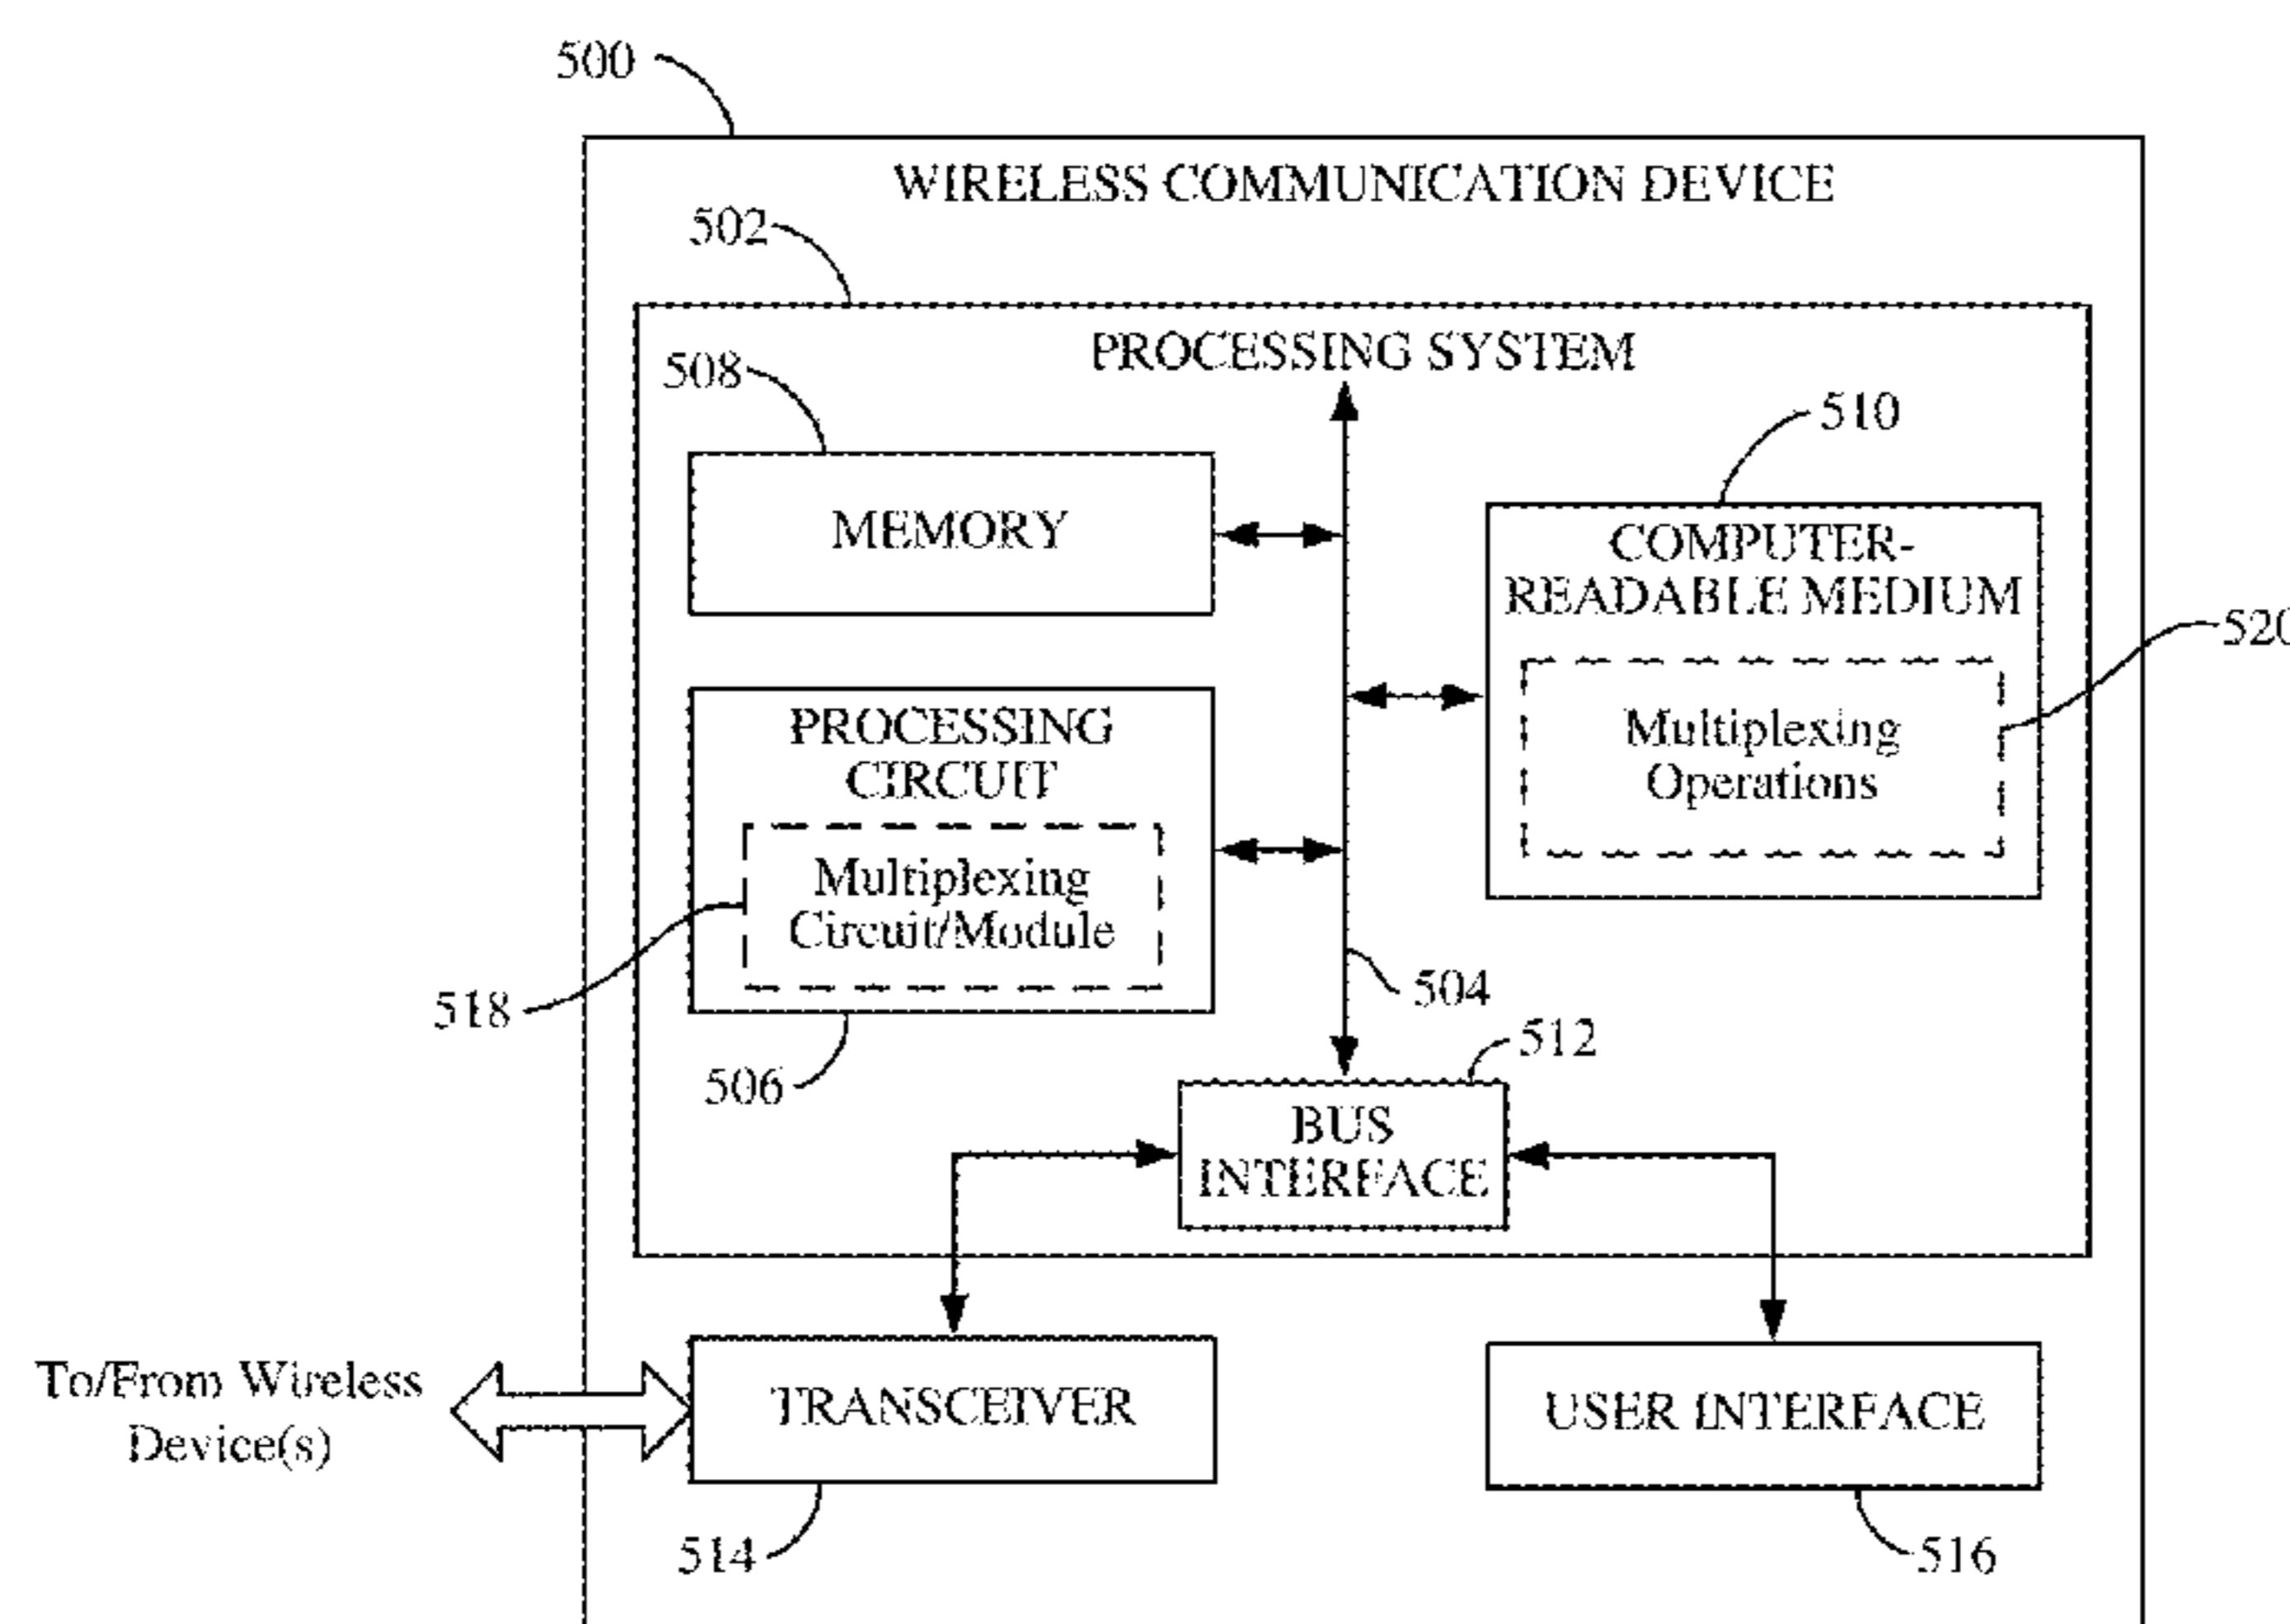 500
WIRELESS COMMUNICATION DEVICE
502
PROCESSING SYSTEM
508
510
MEMORY
COMPUTER-
READABLE MEDIUM
520
Multiplexing
Operations
PROCESSING
CIRCUIT
Multiplexing
Circuit/Module
518
504
506
512
BUS
INTERFACE
To/From Wireless
Device(s)
TRANSCEIVER
USER INTERFACE
514
516